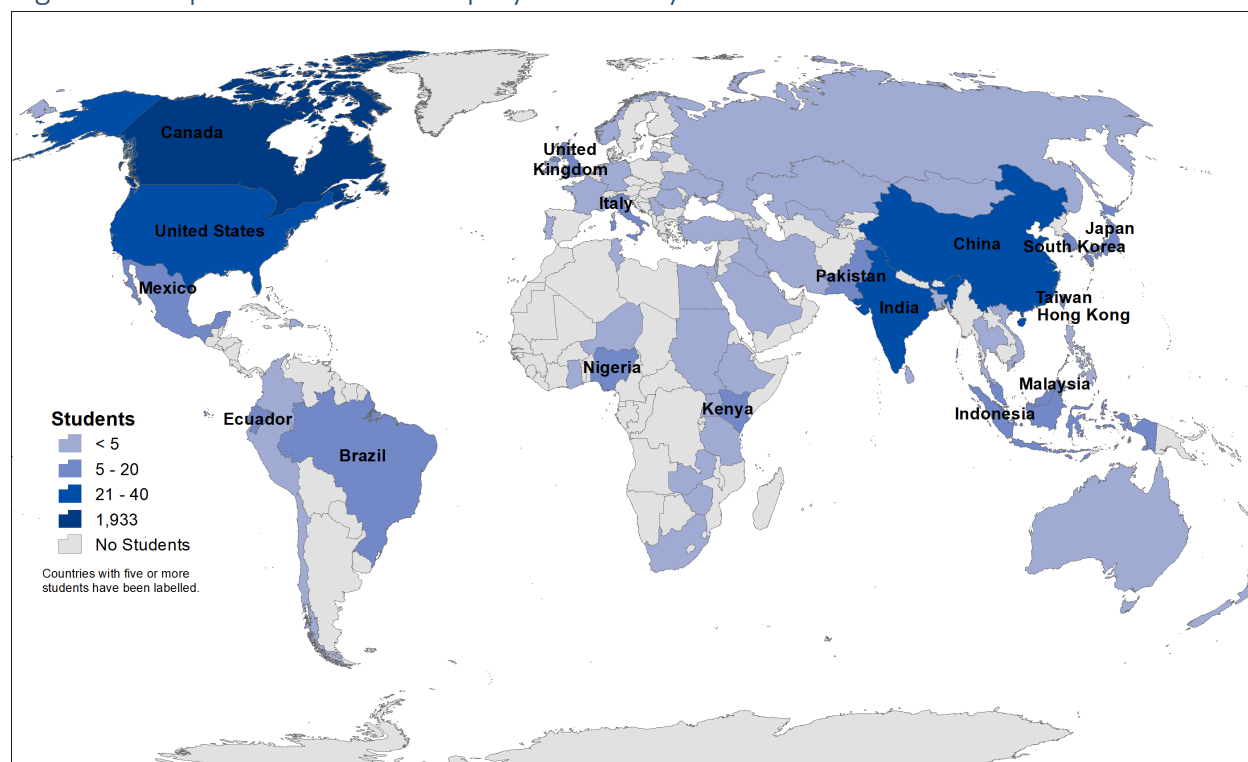 Canada
United States
Mexico
Ecuador
Brazil
United
Kingdom
Italy
Nigeria
Kenya
Pakistan
India
China
Japan
South Korea
Taiwan
Hong Kong
Malaysia
Indonesia
Students
< 5
5 - 20
21 - 40
1,933
No Students
Countries with five or more
students have been labelled.